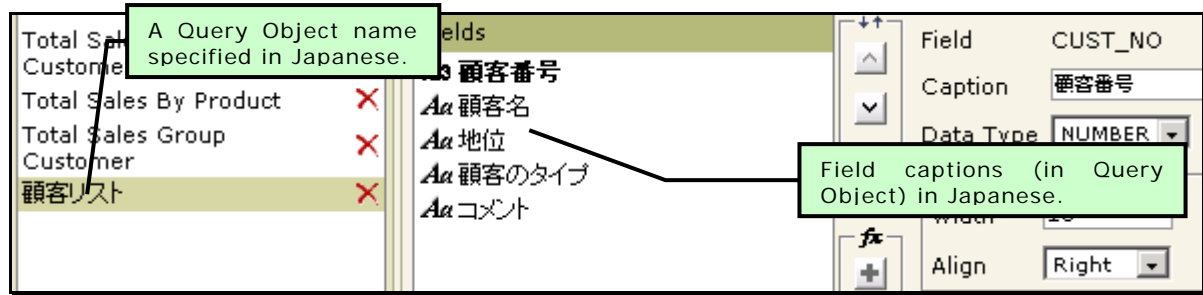 A Query Object name
specified in Japanese.
Total Sal
Custome
Total Sales By Product
Total Sales Group
Customer
顧客リスト
elds
顧客番号
Aa 顧客名
Aa 地位
Aa 顧客のタイプ
Aa コメント
fx
Field CUST_NO
Caption 顧客番号
Data Type NUMBER
Field captions (in Query
Object) in Japanese.
Align Right